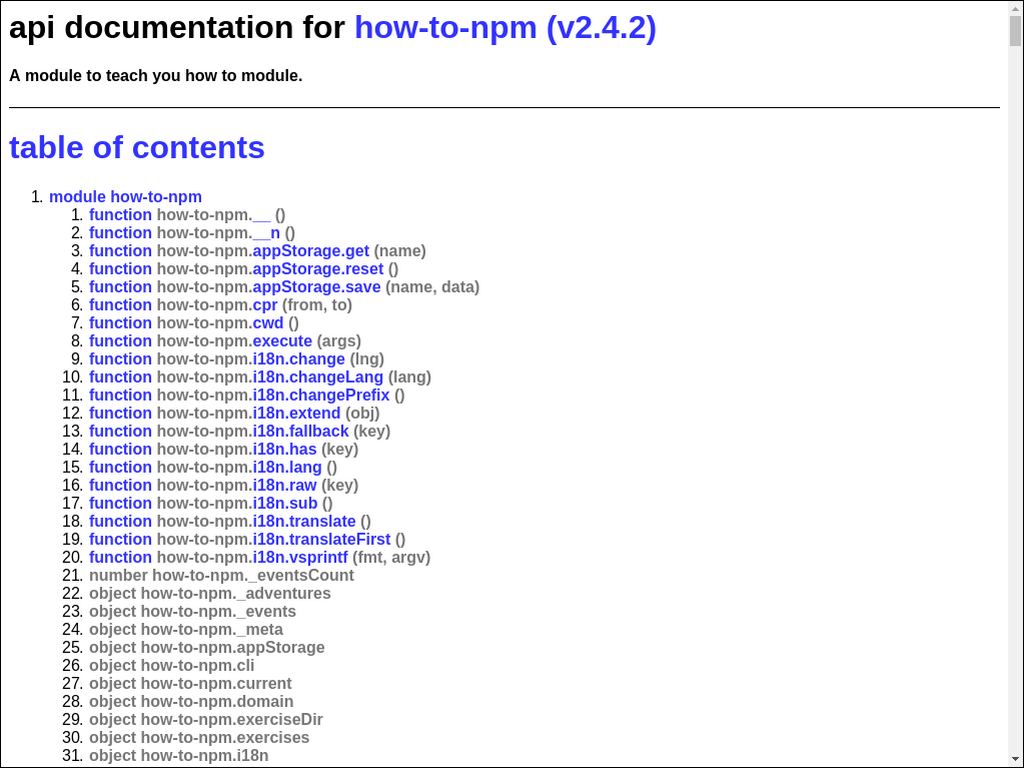 api documentation for how-to-npm (v2.4.2)
A module to teach you how to module.
table of contents
1. module how-to-npm
1. function how-to-npm.__ ()
2. function how-to-npm.__n ()
3. function how-to-npm.appStorage.get (name)
4. function how-to-npm.appStorage.reset ()
5. function how-to-npm.appStorage.save (name, data)
6. function how-to-npm.cpr (from, to)
7. function how-to-npm.cwd ()
8. function how-to-npm.execute (args)
9. function how-to-npm.i18n.change (lng)
10. function how-to-npm.i18n.changeLang (lang)
11. function how-to-npm.i18n.changePrefix ()
12. function how-to-npm.i18n.extend (obj)
13. function how-to-npm.i18n.fallback (key)
14. function how-to-npm.i18n.has (key)
15. function how-to-npm.i18n.lang ()
16. function how-to-npm.i18n.raw (key)
17. function how-to-npm.i18n.sub ()
18. function how-to-npm.i18n.translate ()
19. function how-to-npm.i18n.translateFirst ()
20. function how-to-npm.i18n.vsprintf (fmt, argv)
21. number how-to-npm._eventsCount
22. object how-to-npm._adventures
23. object how-to-npm._events
24. object how-to-npm._meta
25. object how-to-npm.appStorage
26. object how-to-npm.cli
27. object how-to-npm.current
28. object how-to-npm.domain
29. object how-to-npm.exerciseDir
30. object how-to-npm.exercises
31. object how-to-npm.i18n